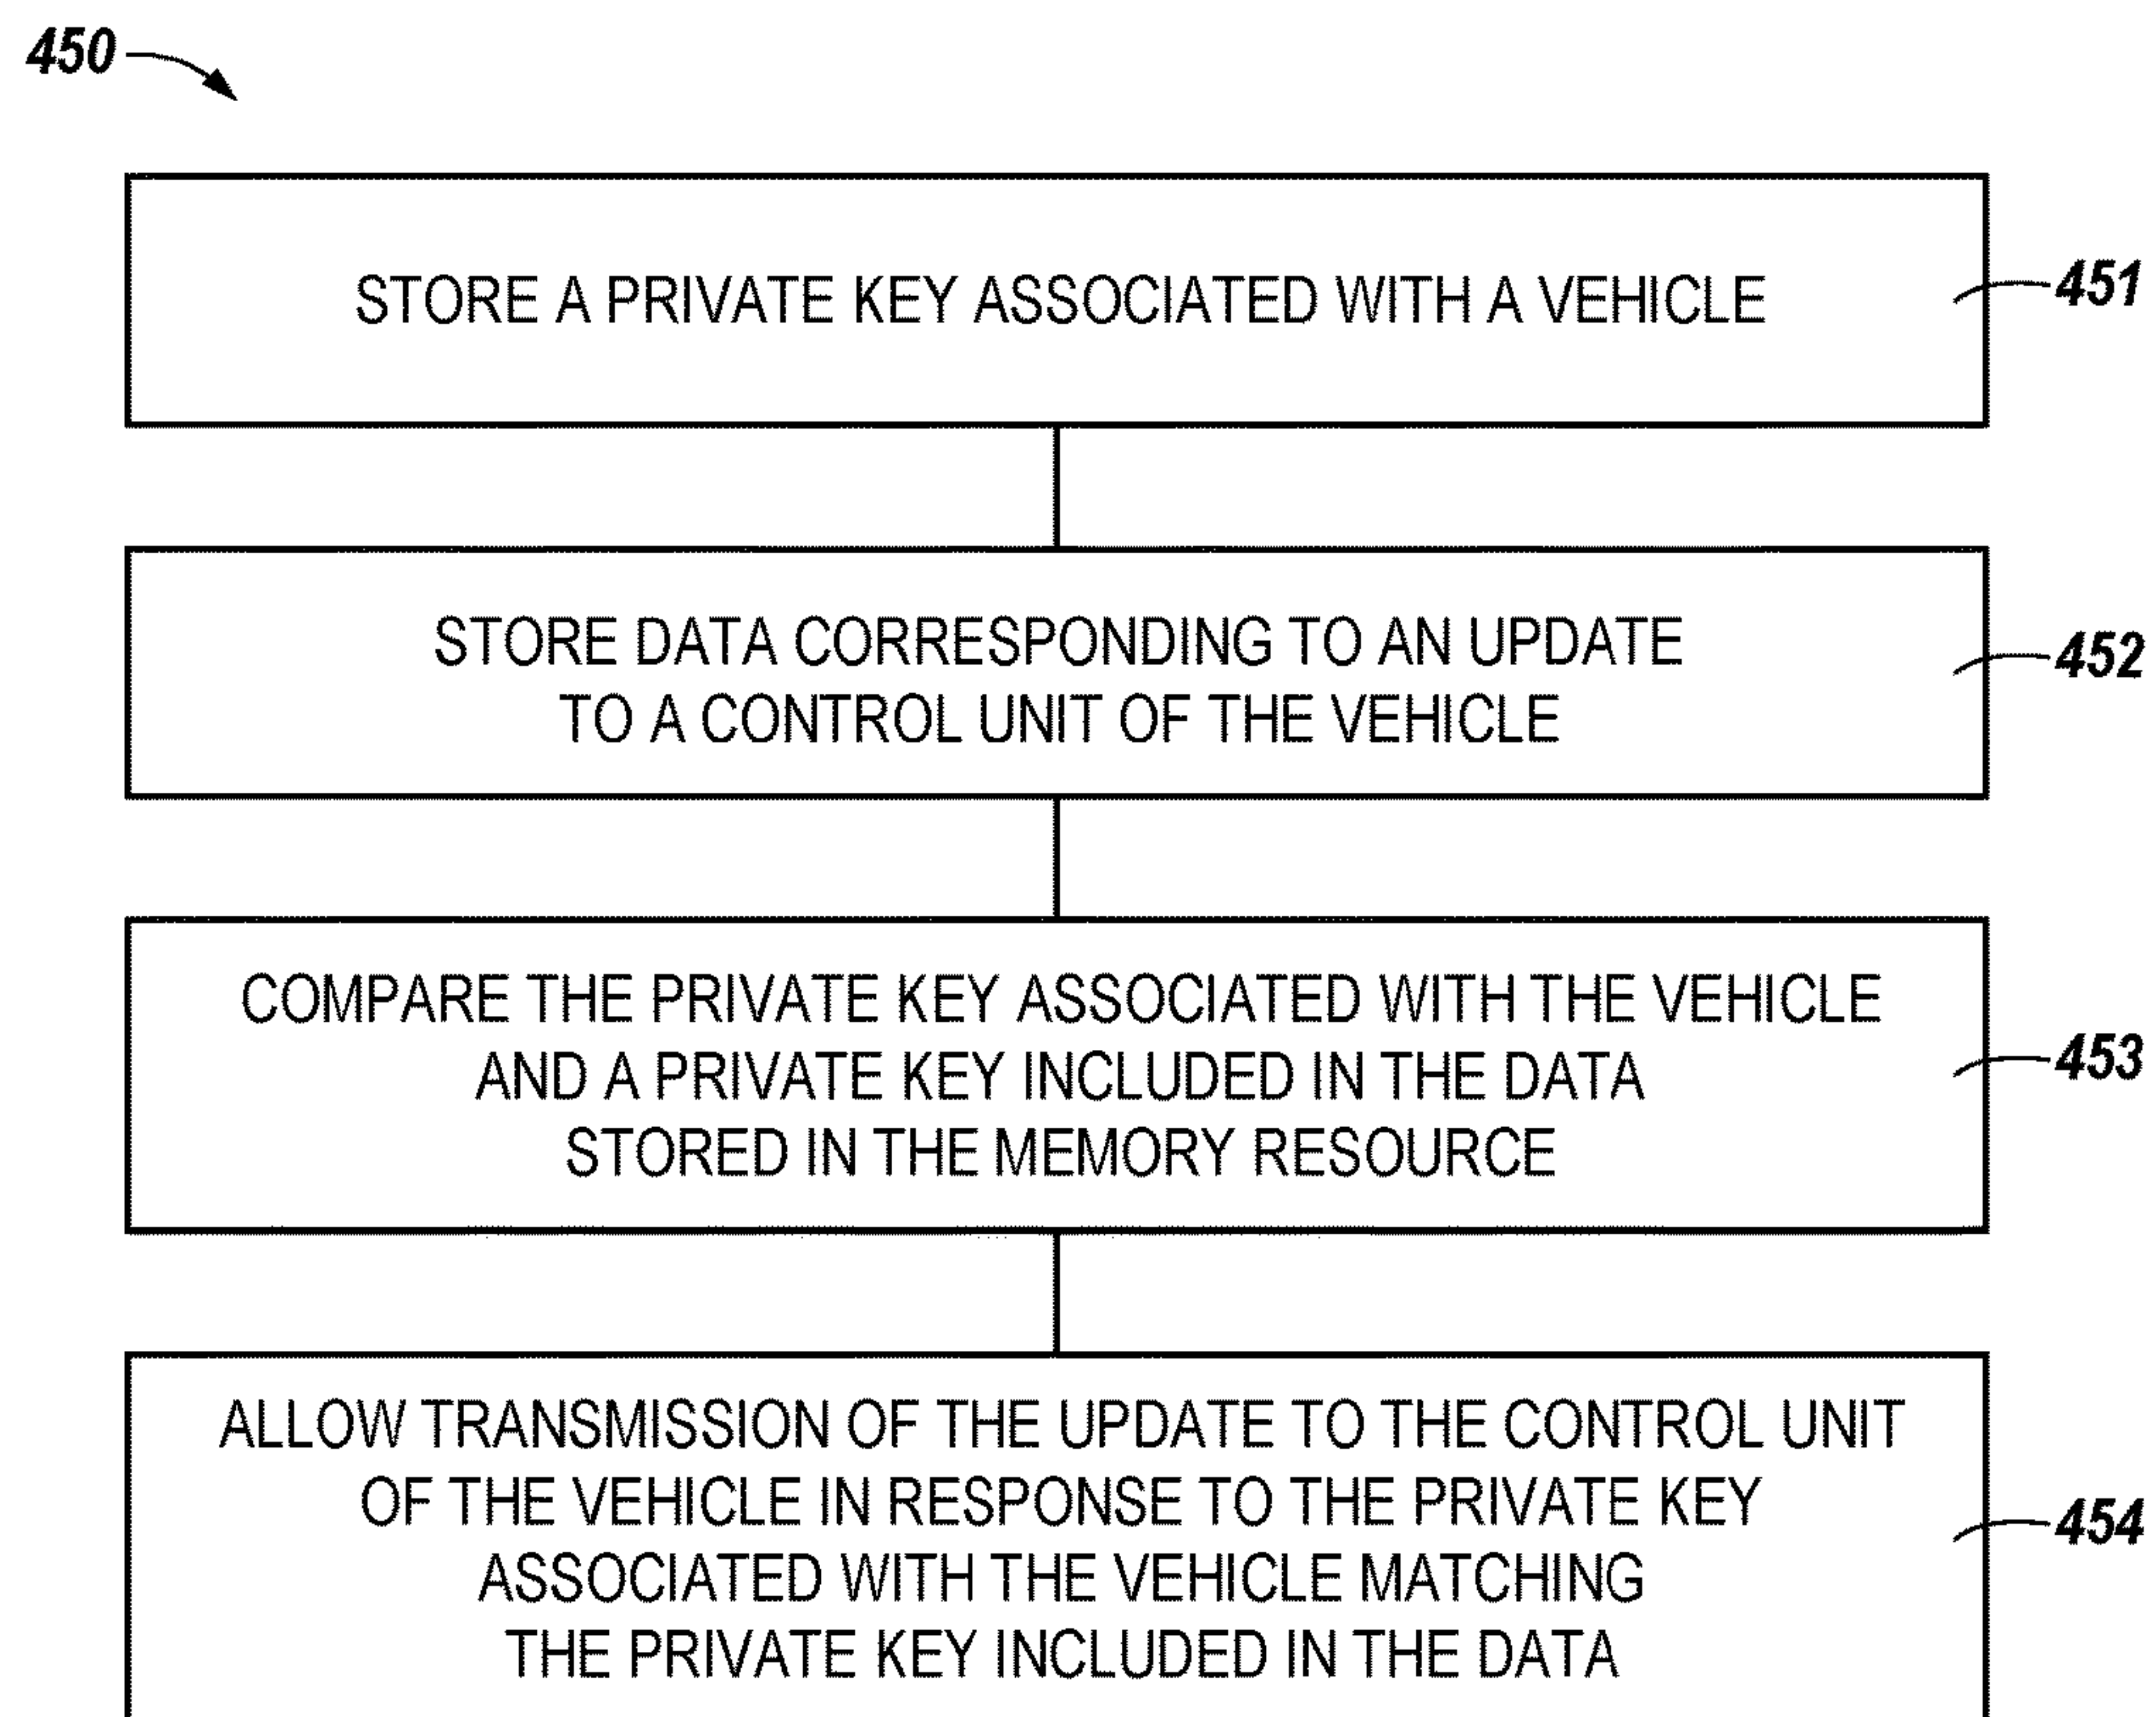 450
STORE A PRIVATE KEY ASSOCIATED WITH A VEHICLE
451
STORE DATA CORRESPONDING TO AN UPDATE
TO A CONTROL UNIT OF THE VEHICLE
452
COMPARE THE PRIVATE KEY ASSOCIATED WITH THE VEHICLE
AND A PRIVATE KEY INCLUDED IN THE DATA
STORED IN THE MEMORY RESOURCE
453
ALLOW TRANSMISSION OF THE UPDATE TO THE CONTROL UNIT
OF THE VEHICLE IN RESPONSE TO THE PRIVATE KEY
ASSOCIATED WITH THE VEHICLE MATCHING
THE PRIVATE KEY INCLUDED IN THE DATA
454